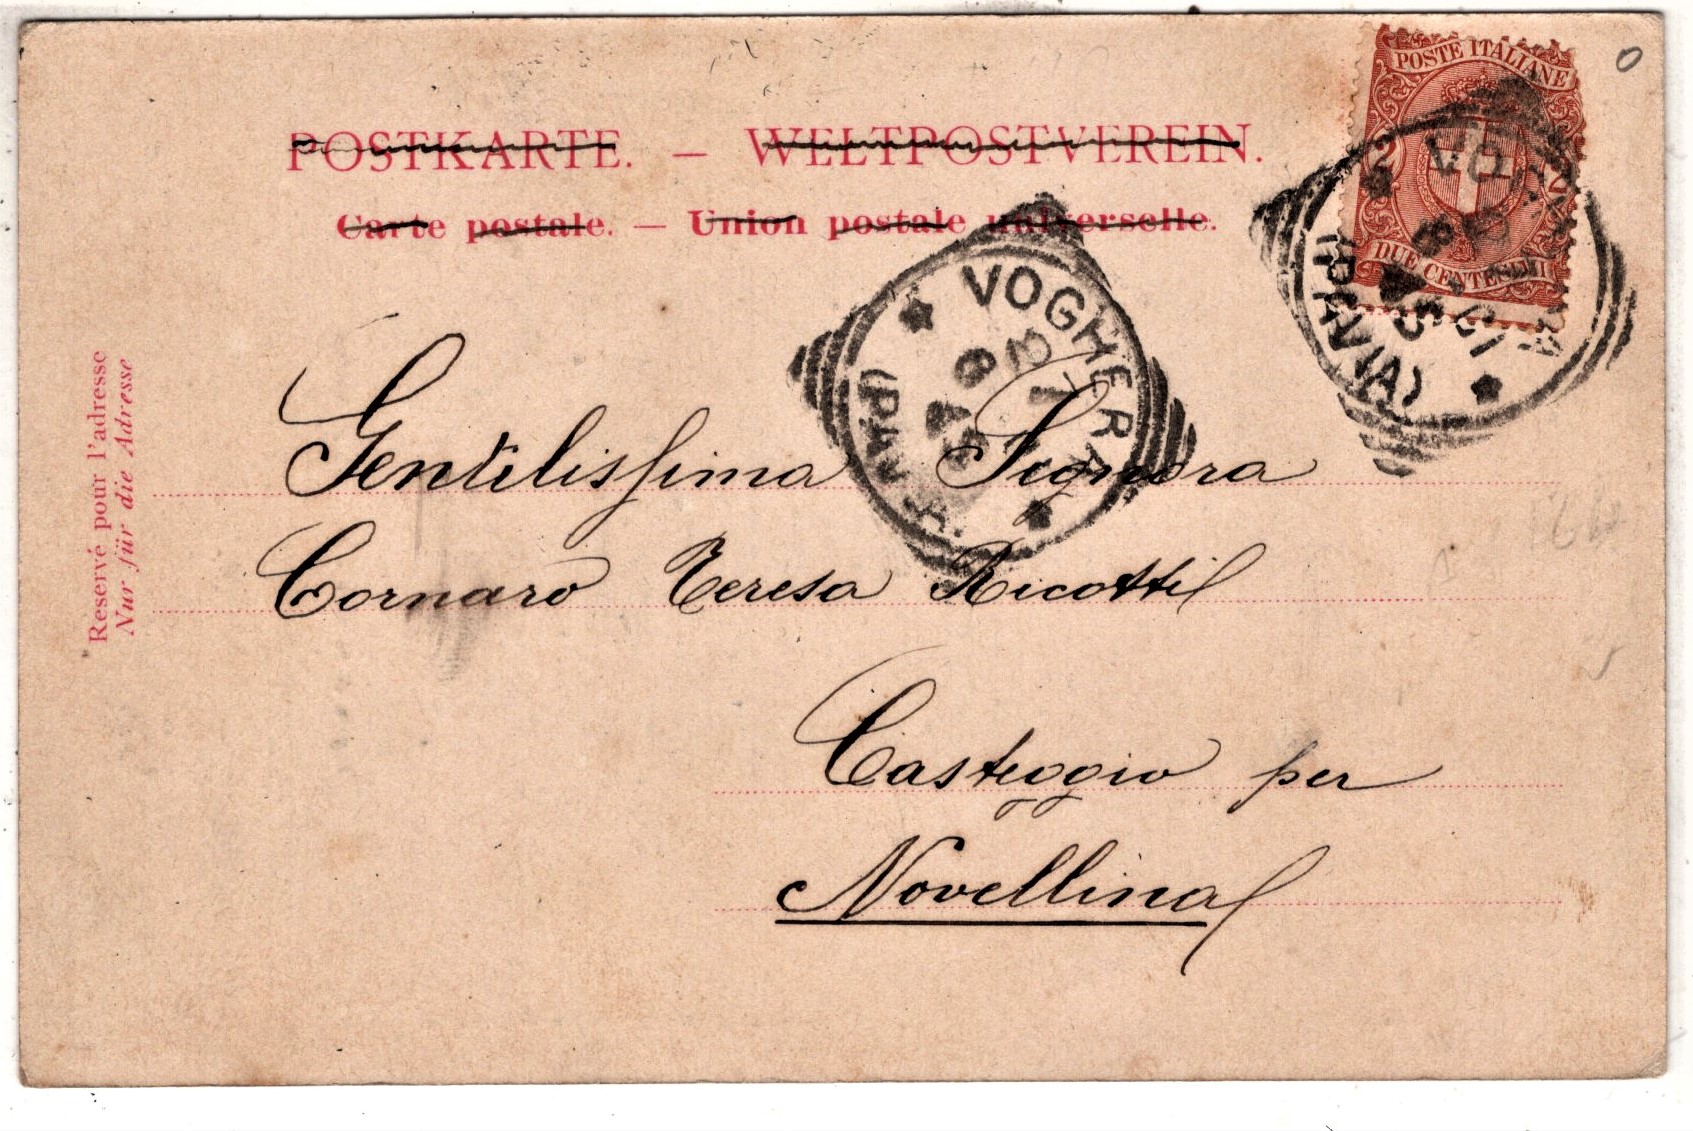 POSTE ITALIANE
2
DUE CENTESIMI
POSTKARTE. — WELTPOSTVEREIN.
Carte postale. — Union postale universelle.
VOGHERA
(PAVIA)
VOGHERA
(PAVIA)
Reservé pour l'adresse
Nur für die Adresse
Gentilissima Signora
Cornaro Teresa Ricotti
Casteggio per
Novellina